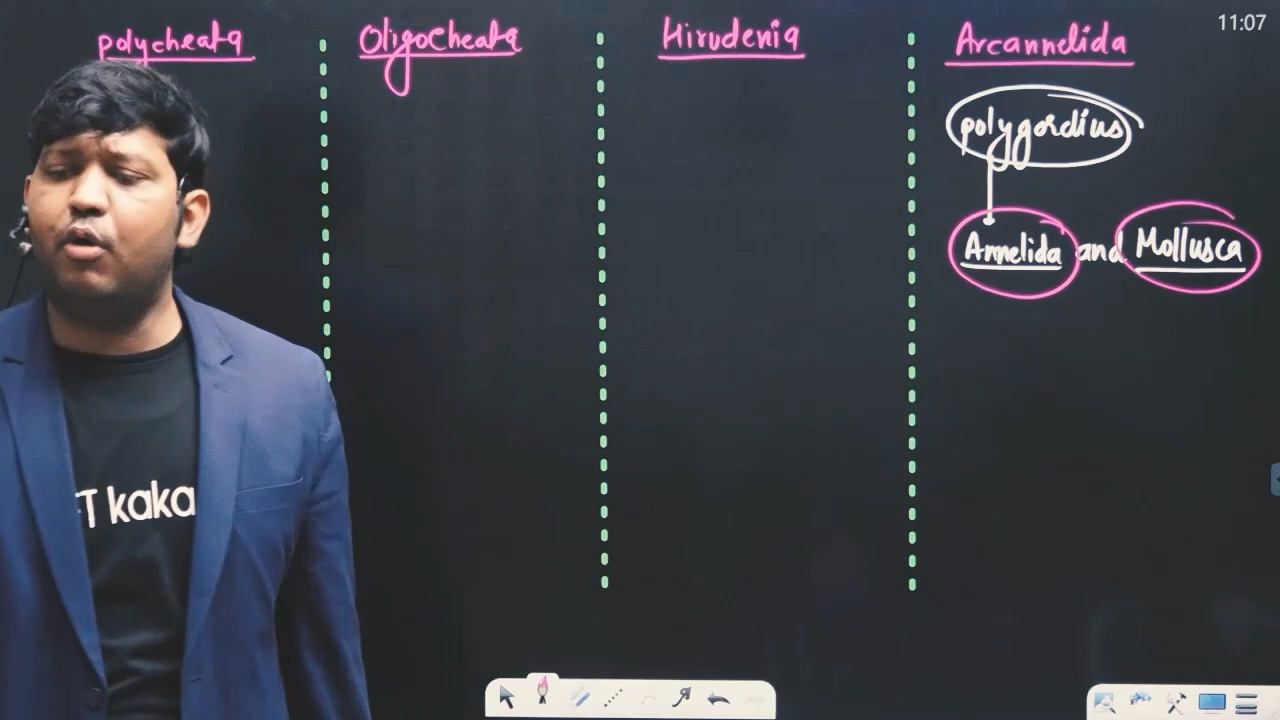 polycheata
Oligocheata
Hirudenia
Arcannelida
11:07
polygordius
Annelida and Mollusca
T kaka